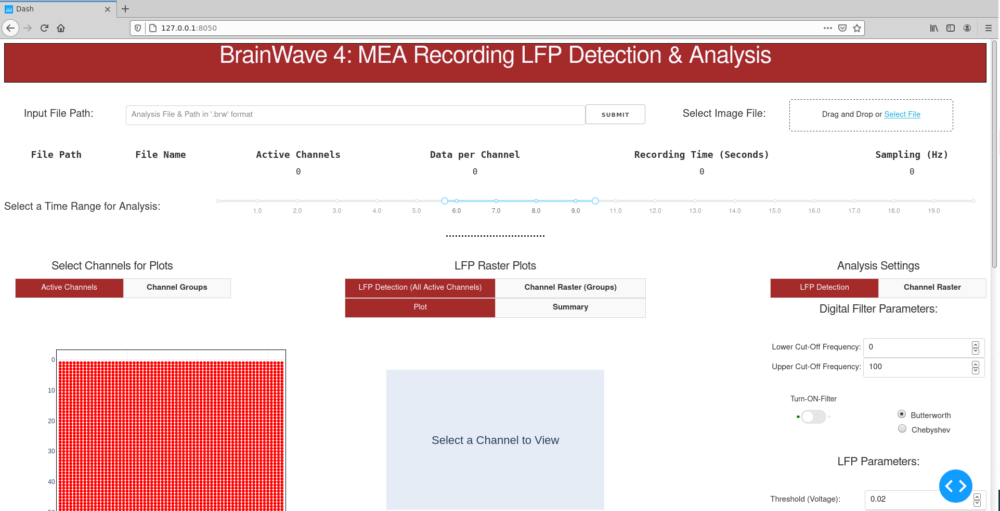 Dash
127.0.0.1:8050
BrainWave 4: MEA Recording LFP Detection & Analysis
Input File Path:
Analysis File & Path in '.brw' format
SUBMIT
Select Image File:
Drag and Drop or Select File
File Path File Name Active Channels Data per Channel Recording Time (Seconds) Sampling (Hz)
0 0 0 0
Select a Time Range for Analysis:
1.0 2.0 3.0 4.0 5.0 6.0 7.0 8.0 9.0 11.0 12.0 13.0 14.0 15.0 16.0 17.0 18.0 19.0
Select Channels for Plots
Active Channels Channel Groups
0
10
20
30
40
50
LFP Raster Plots
LFP Detection (All Active Channels) Channel Raster (Groups)
Plot Summary
Select a Channel to View
Analysis Settings
LFP Detection Channel Raster
Digital Filter Parameters:
Lower Cut-Off Frequency: 0
Upper Cut-Off Frequency: 100
Turn-ON-Filter
Butterworth
Chebyshev
LFP Parameters:
Threshold (Voltage): 0.02